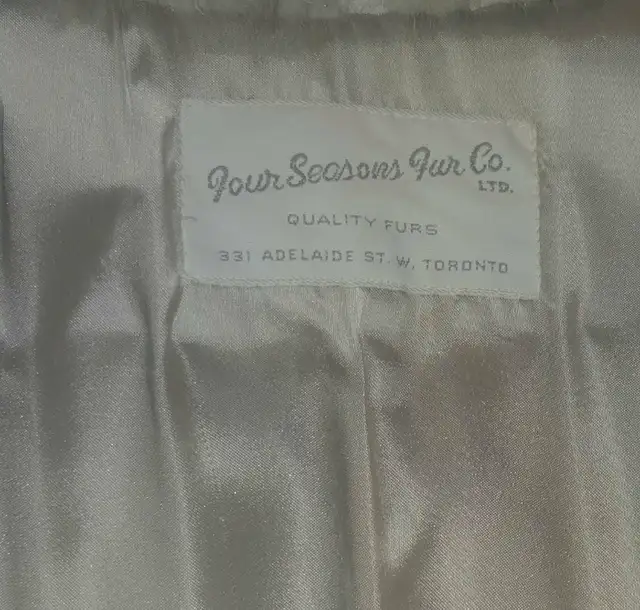 Four Seasons Fur Co.
LTD.
QUALITY FURS
331 ADELAIDE ST. W. TORONTO